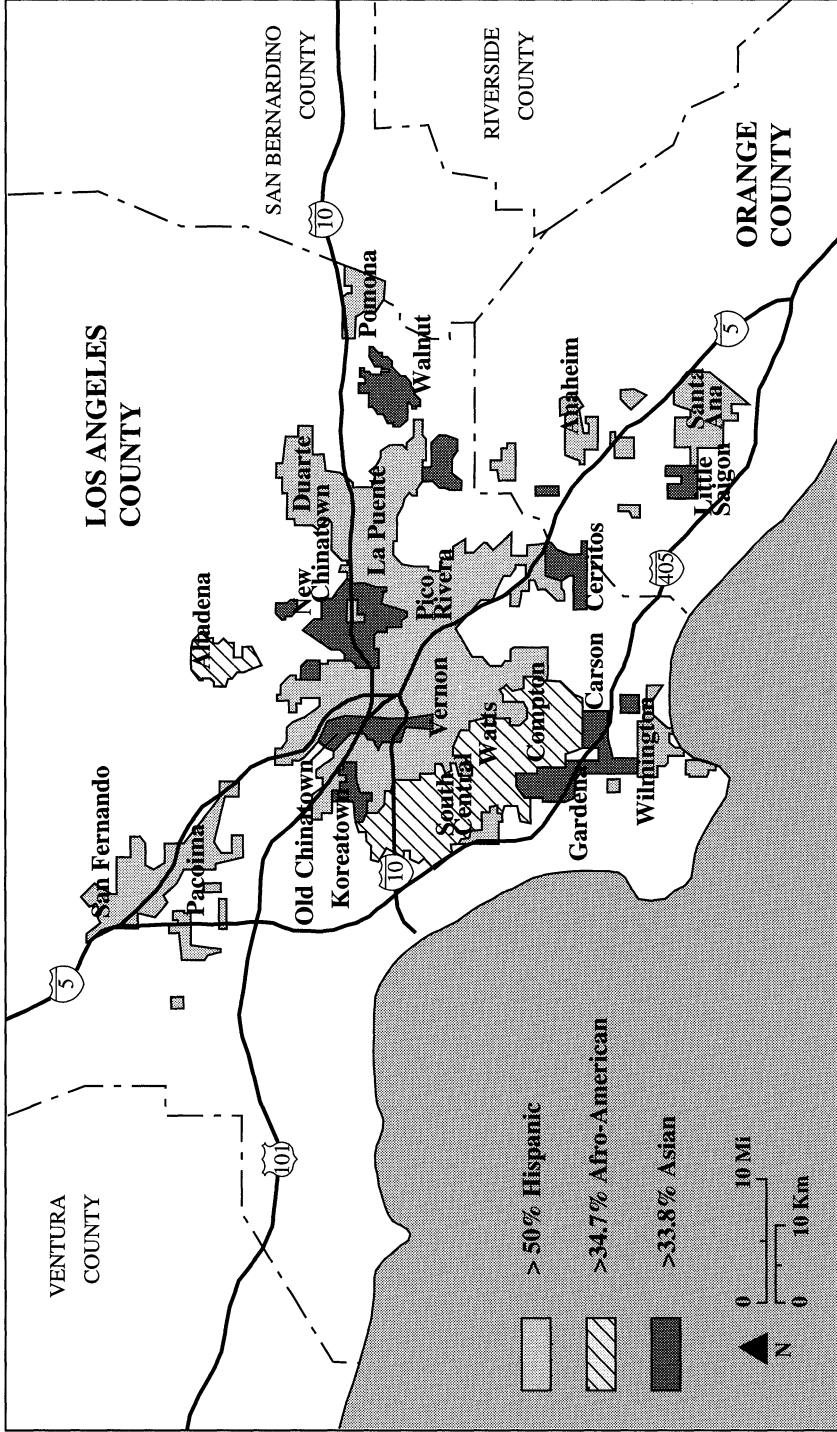 VENTURA
COUNTY
5
101
San Fernando
Pacoima
LOS ANGELES
COUNTY
Altadena
Old Chinatown
Koreatown
New
Chinatown
Duarte
La Puente
10
SAN BERNARDINO
COUNTY
Pomona
Walnut
10
South
Central
Vernon
Watts
Compton
Pico
Rivera
RIVERSIDE
COUNTY
Gardena
Carson
Cerritos
Wilmington
405
Anaheim
Little
Saigon
Santa
Ana
5
ORANGE
COUNTY
> 50% Hispanic
>34.7% Afro-American
>33.8% Asian
N
0 10 Mi
0 10 Km